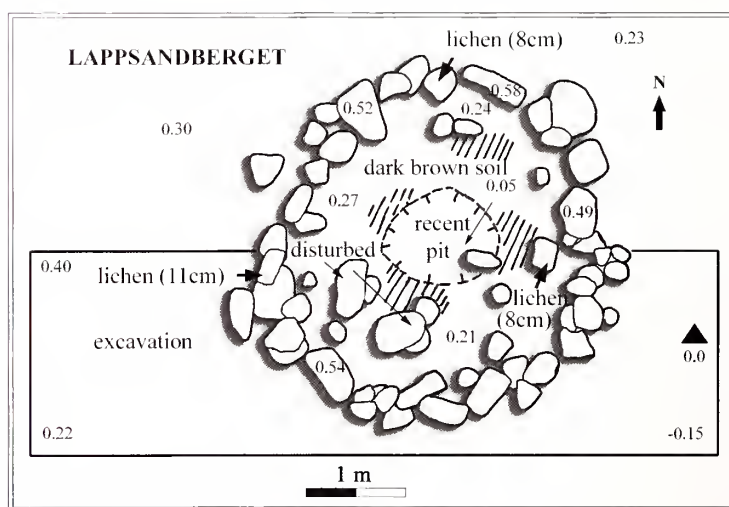 lichen (8cm)
0.23
LAPPSANDBERGET
N
0.58
0.52
0.24
0.30
dark brown soil
0.05
0.27
recent
pit
0.49
disturbed
0.40
lichen (11cm)
lichen
(8cm)
excavation
0.21
0.0
0.54
0.22
-0.15
1 m